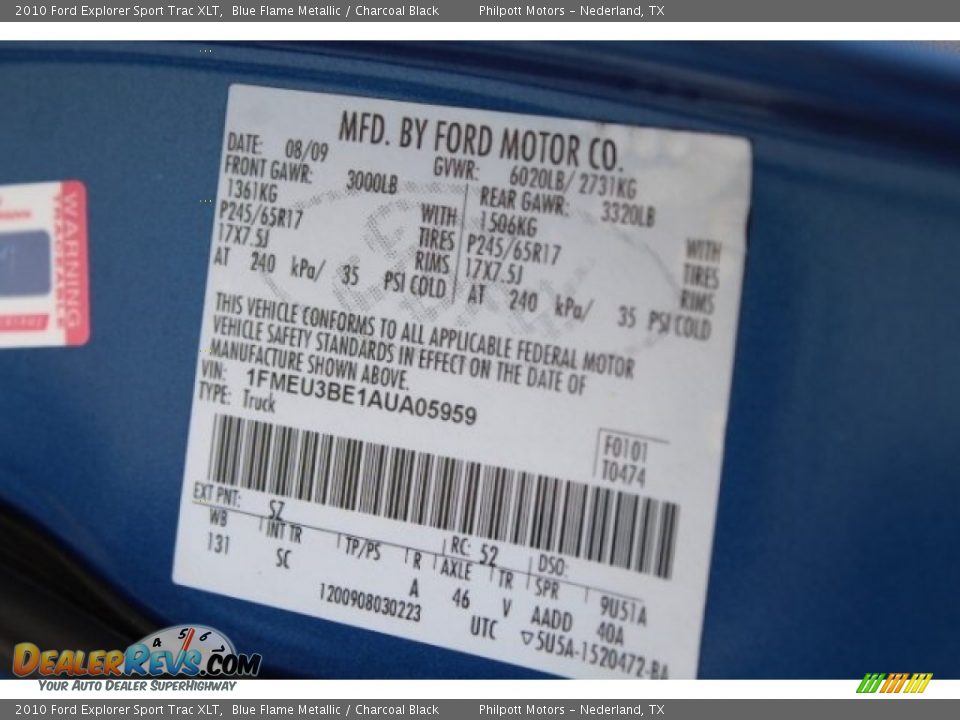 2010 Ford Explorer Sport Trac XLT, Blue Flame Metallic / Charcoal Black Philpott Motors - Nederland, TX
MFD. BY FORD MOTOR CO.
DATE: 08/09 GVWR: 6020LB/ 2731KG
FRONT GAWR: 3000LB REAR GAWR: 3320LB
1361KG WITH 1506KG WITH
P245/65R17 TIRES P245/65R17 TIRES
17X7.5J RIMS 17X7.5J RIMS
AT 240 kPa/ 35 PSI COLD AT 240 kPa/ 35 PSI COLD
THIS VEHICLE CONFORMS TO ALL APPLICABLE FEDERAL MOTOR
VEHICLE SAFETY STANDARDS IN EFFECT ON THE DATE OF
MANUFACTURE SHOWN ABOVE.
VIN: 1FMEU3BE1AUA05959
TYPE: Truck
F0101
T0474
EXT PNT: SZ RC: 52 DSO:
WB INT TR TP/PS R AXLE TR SPR 9U51A
131 SC A 46 V AADD 40A
1200908030223 UTC ▽5U5A-1520472-BA
WARNING
DEALERREVS.COM
4 5 6
YOUR AUTO DEALER SUPERHIGHWAY
2010 Ford Explorer Sport Trac XLT, Blue Flame Metallic / Charcoal Black Philpott Motors - Nederland, TX